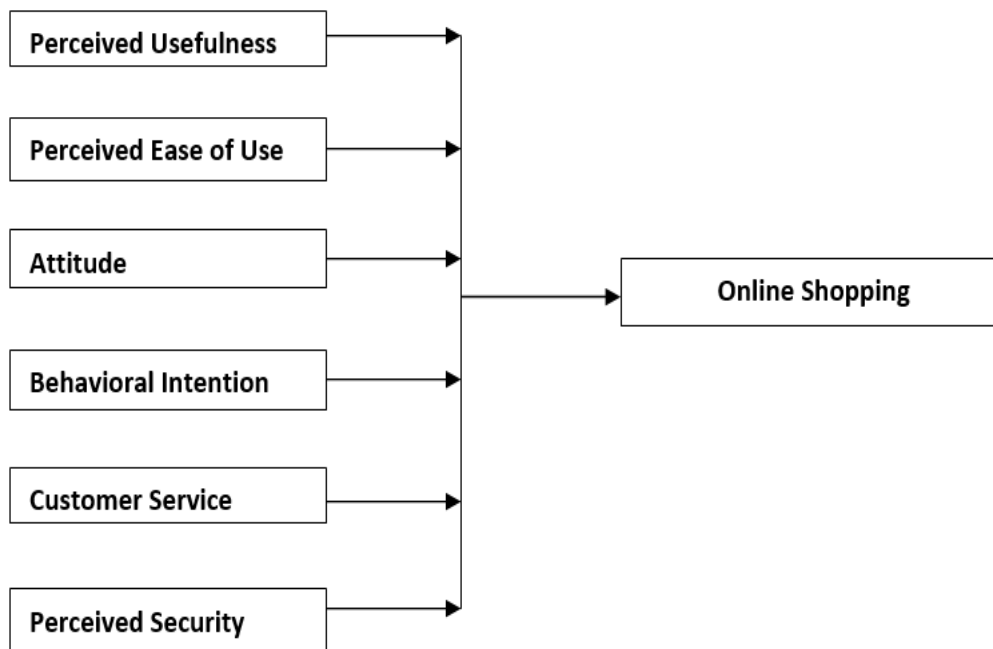 Perceived Usefulness
Perceived Ease of Use
Attitude
Online Shopping
Behavioral Intention
Customer Service
Perceived Security